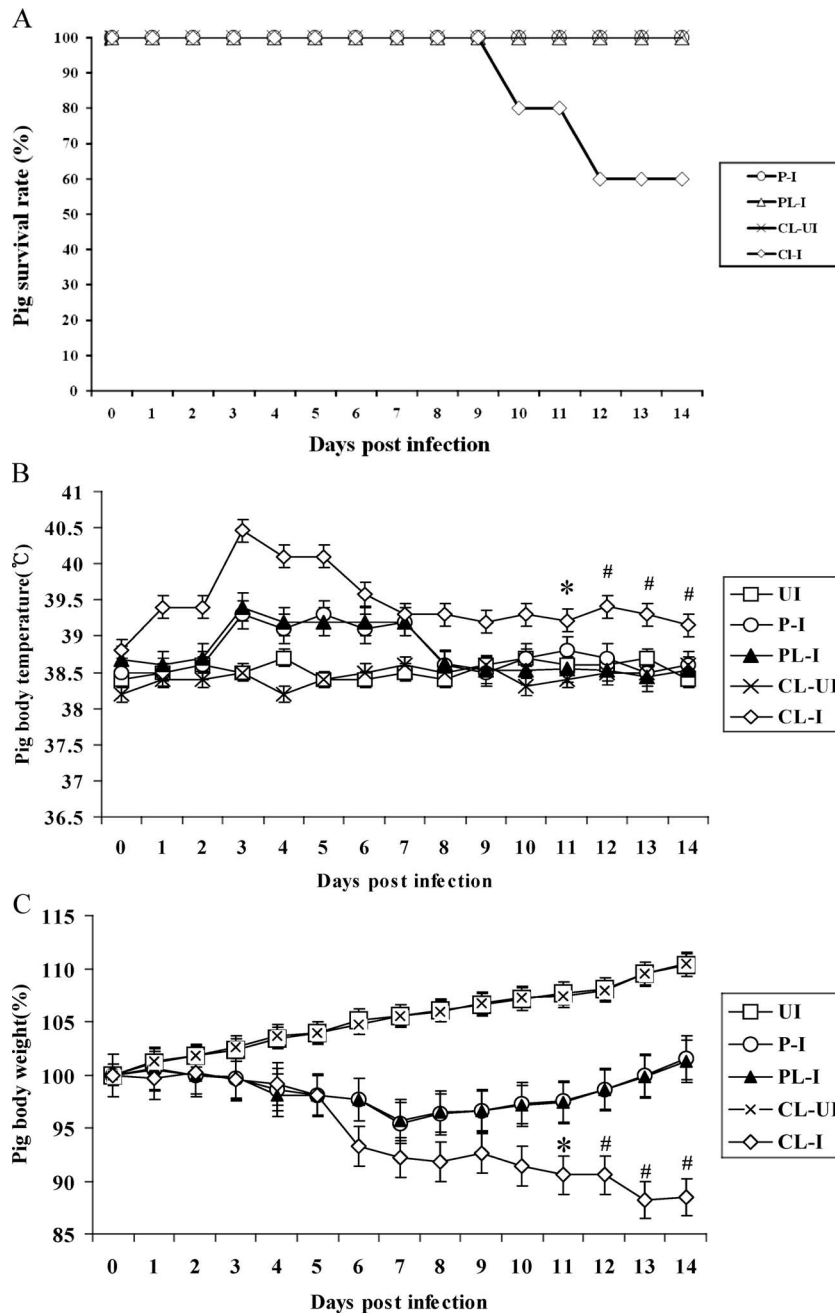 A
Pig survival rate (%)
100
90
80
70
60
50
40
30
20
10
0
0 1 2 3 4 5 6 7 8 9 10 11 12 13 14
Days post infection
P-I
PL-I
CL-UI
Cl-I
B
Pig body temperature(℃)
41
40.5
40
39.5
39
38.5
38
37.5
37
36.5
* # # #
0 1 2 3 4 5 6 7 8 9 10 11 12 13 14
Days post infection
UI
P-I
PL-I
CL-UI
CL-I
C
Pig body weight(%)
115
110
105
100
95
90
85
* # # #
0 1 2 3 4 5 6 7 8 9 10 11 12 13 14
Days post infection
UI
P-I
PL-I
CL-UI
CL-I